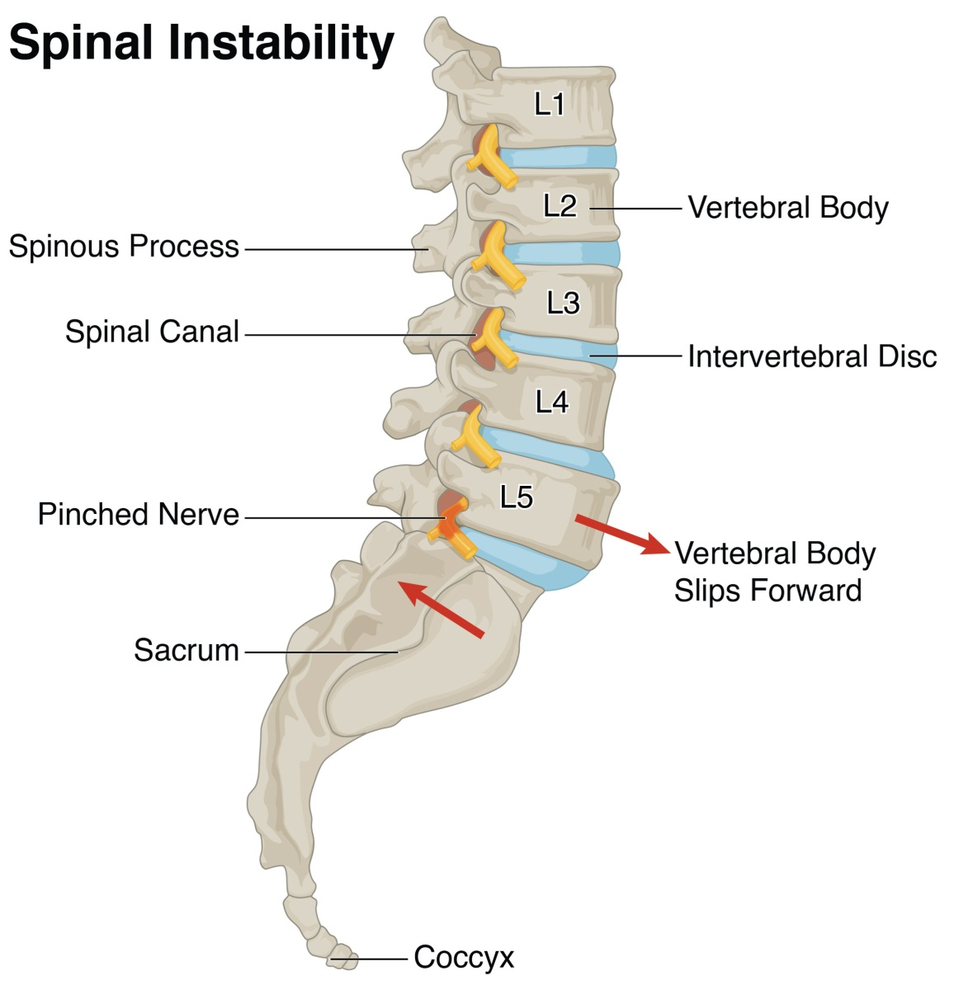 Spinal Instability
L1
L2
Vertebral Body
Spinous Process
L3
Spinal Canal
Intervertebral Disc
L4
L5
Pinched Nerve
Vertebral Body
Slips Forward
Sacrum
Coccyx